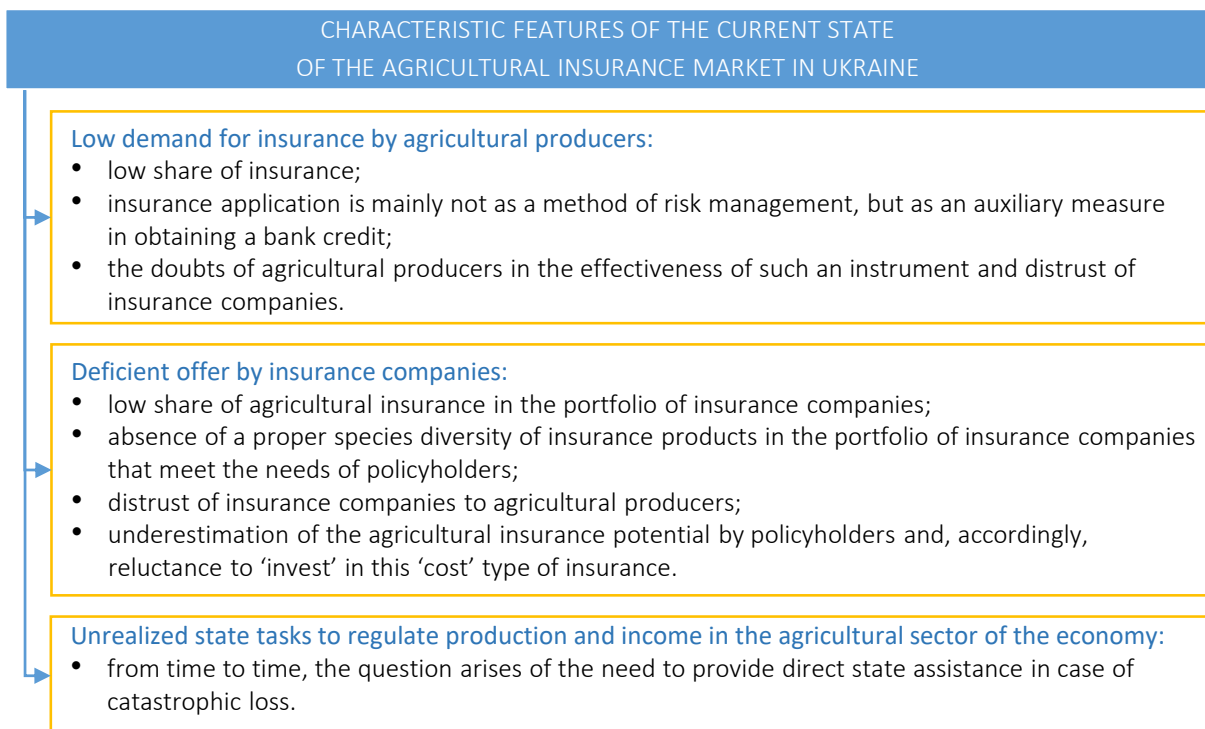 CHARACTERISTIC FEATURES OF THE CURRENT STATE
OF THE AGRICULTURAL INSURANCE MARKET IN UKRAINE
Low demand for insurance by agricultural producers:
• low share of insurance;
• insurance application is mainly not as a method of risk management, but as an auxiliary measure
in obtaining a bank credit;
• the doubts of agricultural producers in the effectiveness of such an instrument and distrust of
insurance companies.
Deficient offer by insurance companies:
• low share of agricultural insurance in the portfolio of insurance companies;
• absence of a proper species diversity of insurance products in the portfolio of insurance companies
that meet the needs of policyholders;
• distrust of insurance companies to agricultural producers;
• underestimation of the agricultural insurance potential by policyholders and, accordingly,
reluctance to ‘invest’ in this ‘cost’ type of insurance.
Unrealized state tasks to regulate production and income in the agricultural sector of the economy:
• from time to time, the question arises of the need to provide direct state assistance in case of
catastrophic loss.